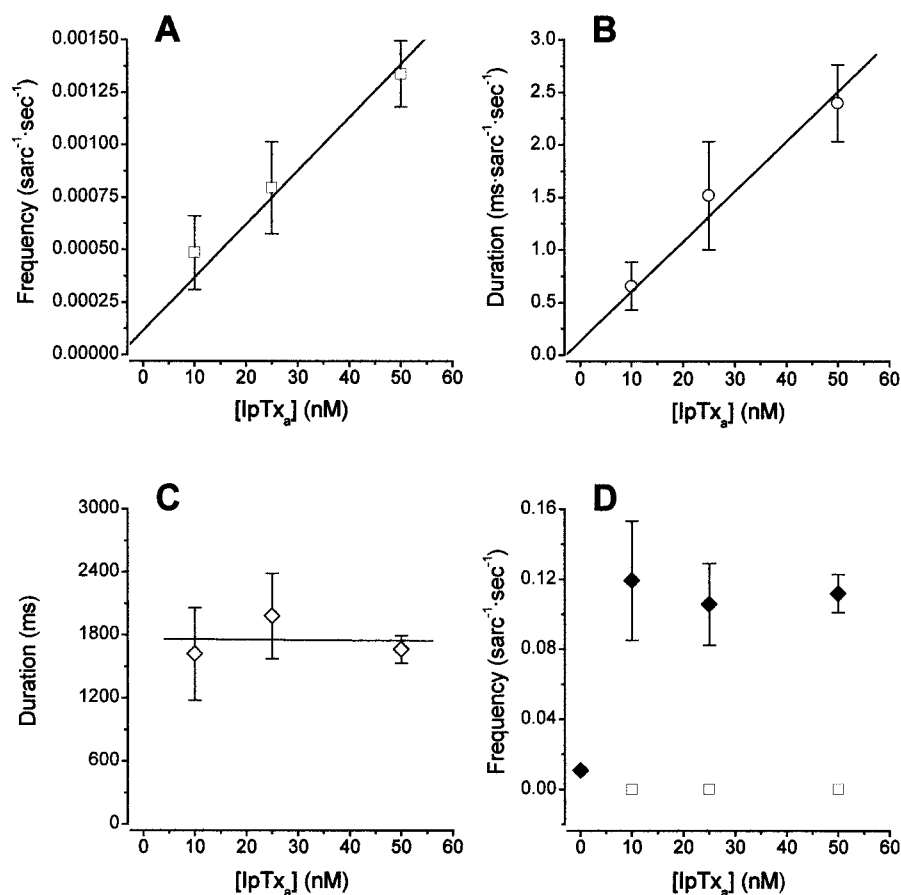 A
Frequency (sarc⁻¹·sec⁻¹)
0.00150
0.00125
0.00100
0.00075
0.00050
0.00025
0.00000
0 10 20 30 40 50 60
[IpTxₐ] (nM)
B
Duration (ms·sarc⁻¹·sec⁻¹)
3.0
2.5
2.0
1.5
1.0
0.5
0.0
0 10 20 30 40 50 60
[IpTxₐ] (nM)
C
Duration (ms)
3000
2400
1800
1200
600
0
0 10 20 30 40 50 60
[IpTxₐ] (nM)
D
Frequency (sarc⁻¹·sec⁻¹)
0.16
0.12
0.08
0.04
0.00
0 10 20 30 40 50 60
[IpTxₐ] (nM)